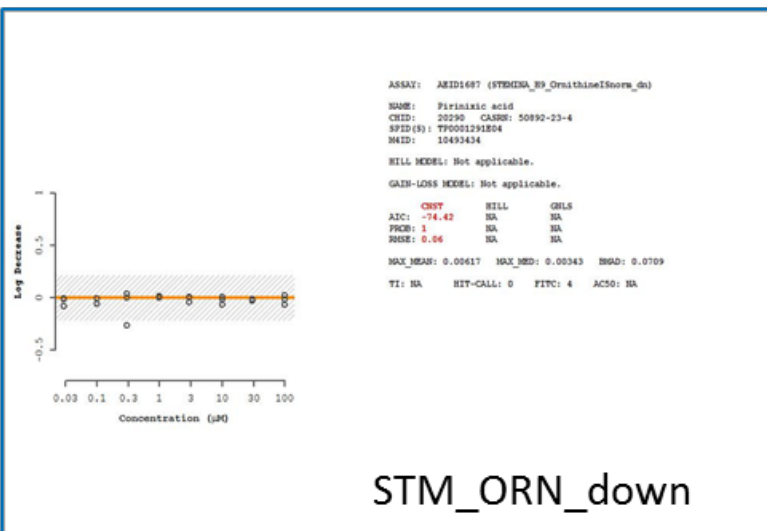 ASSAY: AEID1687 (STEMINA_H9_OrnithineISnorm_dn)
NAME: Pirinixic acid
CHID: 20290 CASRN: 50892-23-4
SPID(S): TP0001291E04
M4ID: 10493434
HILL MODEL: Not applicable.
GAIN-LOSS MODEL: Not applicable.
CNST HILL GNLS
AIC: -74.42 NA NA
PROB: 1 NA NA
RMSE: 0.06 NA NA
MAX_MEAN: 0.00617 MAX_MED: 0.00343 BMAD: 0.0709
TI: NA HIT-CALL: 0 FITC: 4 AC50: NA
Log Decrease
1
0.5
0
-0.5
0.03 0.1 0.3 1 3 10 30 100
Concentration (µM)
STM_ORN_down